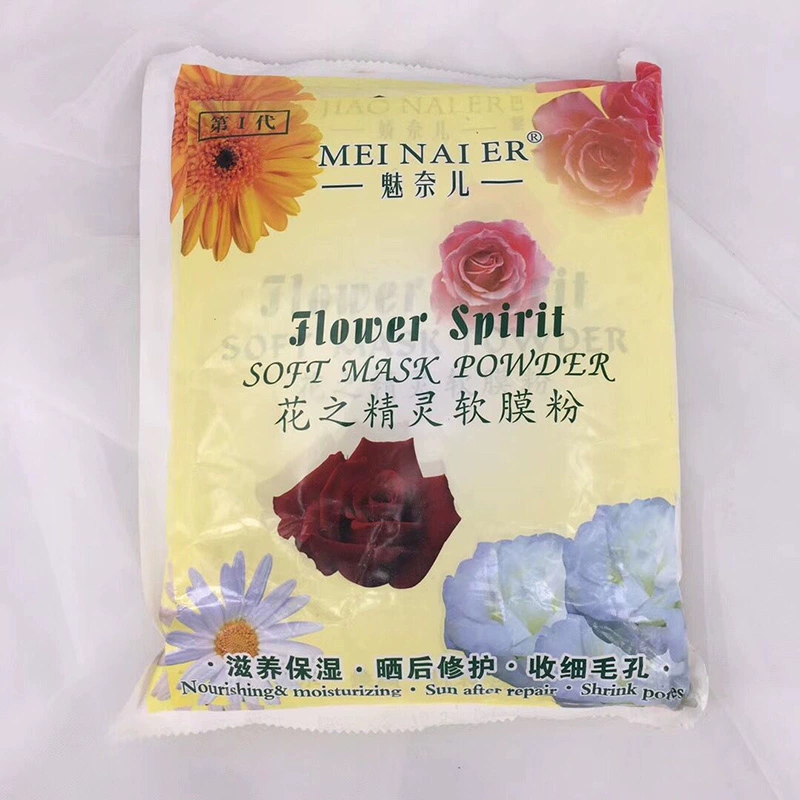 第1代
JIAO NAI ERE
MEI NAI ER®
— 魅奈儿 —
Flower Spirit
SOFT MASK POWDER
花之精灵软膜粉
·滋养保湿·晒后修护·收细毛孔·
Nourishing& moisturizing · Sun after repair · Shrink pores